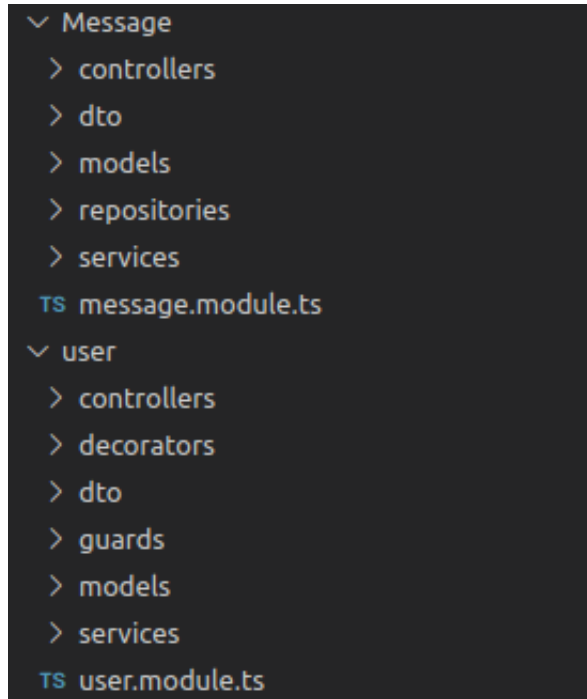 Message
controllers
dto
models
repositories
services
TS message.module.ts
user
controllers
decorators
dto
guards
models
services
TS user.module.ts